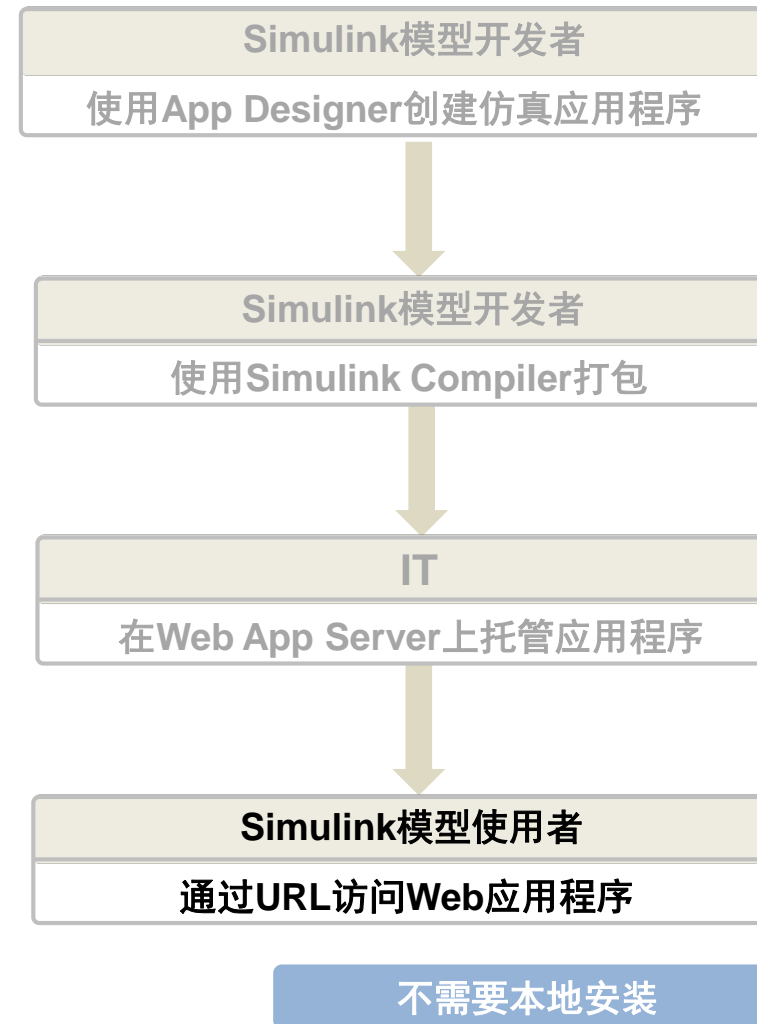 Simulink模型开发者
使用App Designer创建仿真应用程序
Simulink模型开发者
使用Simulink Compiler打包
IT
在Web App Server上托管应用程序
Simulink模型使用者
通过URL访问Web应用程序
不需要本地安装